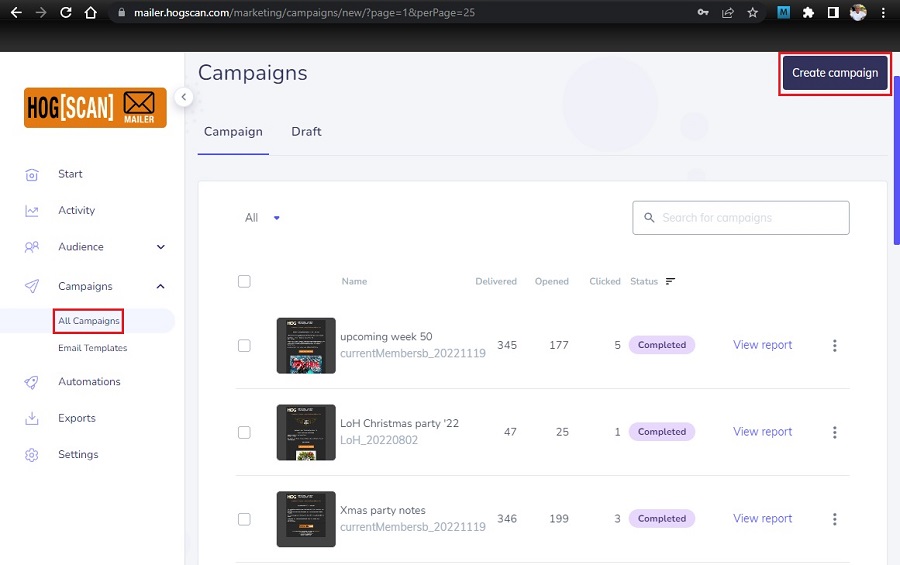 mailer.hogscan.com/marketing/campaigns/new/?page=1&perPage=25
M
HOG[SCAN]
MAILER
Start
Activity
Audience
Campaigns
All Campaigns
Email Templates
Automations
Exports
Settings
Campaigns
Create campaign
Campaign Draft
All
Search for campaigns
Name Delivered Opened Clicked Status
upcoming week 50
currentMembersb_20221119 345 177 5 Completed View report
LoH Christmas party '22
LoH_20220802 47 25 1 Completed View report
Xmas party notes
currentMembersb_20221119 346 199 3 Completed View report